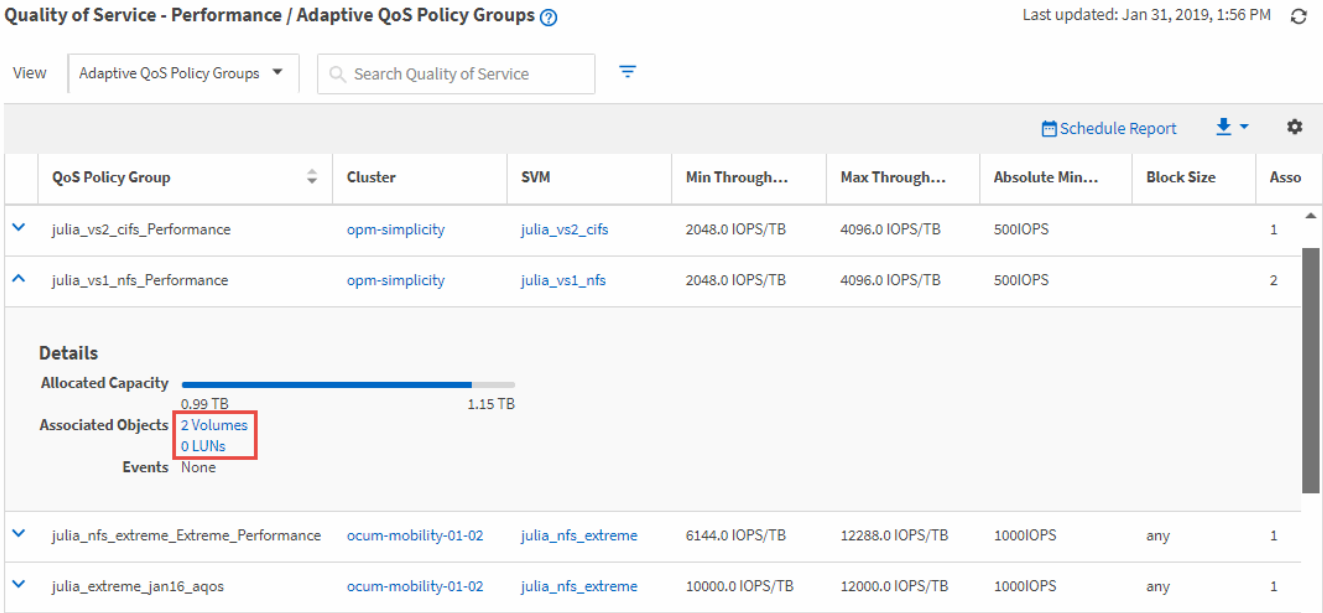 Quality of Service - Performance / Adaptive QoS Policy Groups ?
Last updated: Jan 31, 2019, 1:56 PM
View Adaptive QoS Policy Groups Search Quality of Service
Schedule Report
QoS Policy Group Cluster SVM Min Through... Max Through... Absolute Min... Block Size Asso
julia_vs2_cifs_Performance opm-simplicity julia_vs2_cifs 2048.0 IOPS/TB 4096.0 IOPS/TB 500IOPS 1
julia_vs1_nfs_Performance opm-simplicity julia_vs1_nfs 2048.0 IOPS/TB 4096.0 IOPS/TB 500IOPS 2
Details
Allocated Capacity
0.99 TB 1.15 TB
Associated Objects 2 Volumes
0 LUNs
Events None
julia_nfs_extreme_Extreme_Performance ocum-mobility-01-02 julia_nfs_extreme 6144.0 IOPS/TB 12288.0 IOPS/TB 1000IOPS any 1
julia_extreme_jan16_aqos ocum-mobility-01-02 julia_nfs_extreme 10000.0 IOPS/TB 12000.0 IOPS/TB 1000IOPS any 1